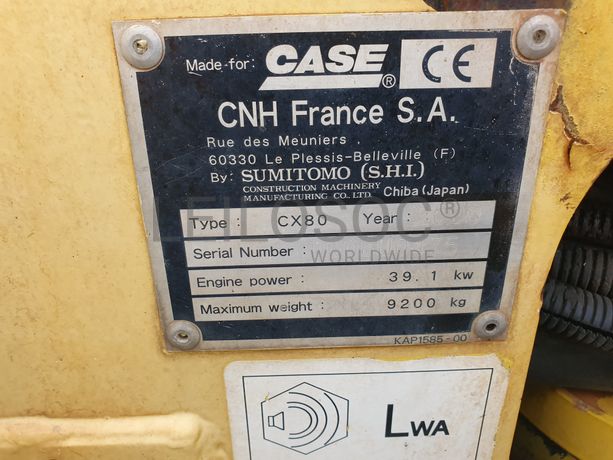 Made for: CASE ® CE
CNH France S.A.
Rue des Meuniers
60330 Le Plessis-Belleville (F)
By: SUMITOMO (S.H.I.)
CONSTRUCTION MACHINERY
MANUFACTURING CO., LTD. Chiba (Japan)
Type : CX80 Year :
LEILOSOC®
Serial Number :
WORLDWIDE
Engine power : 39.1 kw
Maximum weight : 9200 kg
KAP1585-00
LWA